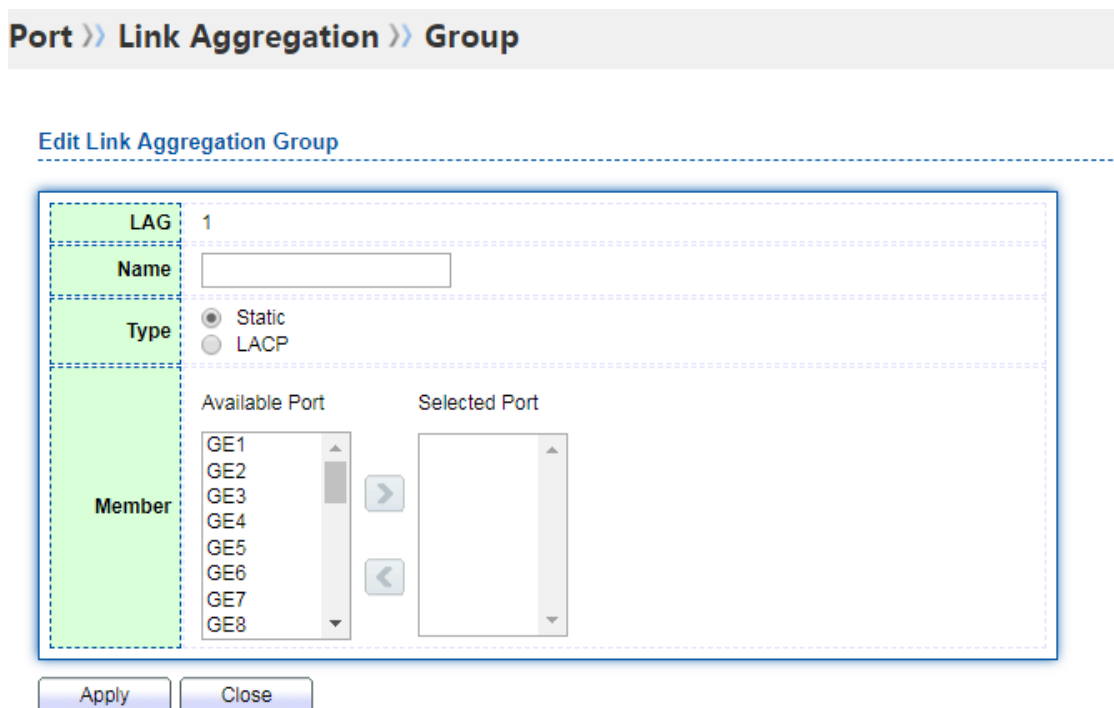 Port » Link Aggregation » Group
Edit Link Aggregation Group
LAG 1
Name
Type Static
LACP
Member
Available Port Selected Port
GE1
GE2
GE3
GE4
GE5
GE6
GE7
GE8
Apply Close